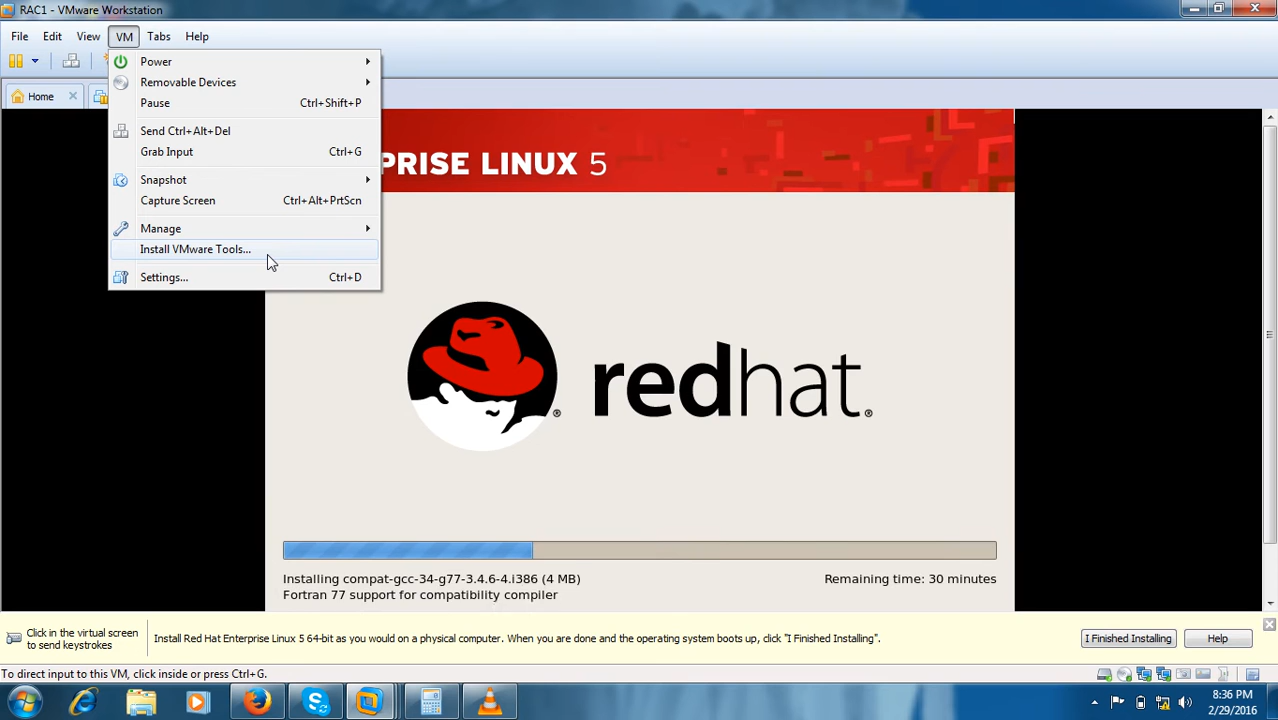 RAC1 - VMware Workstation
File Edit View VM Tabs Help
Home
Power
Removable Devices
Pause Ctrl+Shift+P
Send Ctrl+Alt+Del
Grab Input Ctrl+G
Snapshot
Capture Screen Ctrl+Alt+PrtScn
Manage
Install VMware Tools...
Settings... Ctrl+D
PRISE LINUX 5
redhat.®
®
Installing compat-gcc-34-g77-3.4.6-4.i386 (4 MB) Remaining time: 30 minutes
Fortran 77 support for compatibility compiler
Click in the virtual screen
to send keystrokes
Install Red Hat Enterprise Linux 5 64-bit as you would on a physical computer. When you are done and the operating system boots up, click "I Finished Installing".
I Finished Installing Help
To direct input to this VM, click inside or press Ctrl+G.
8:36 PM
2/29/2016